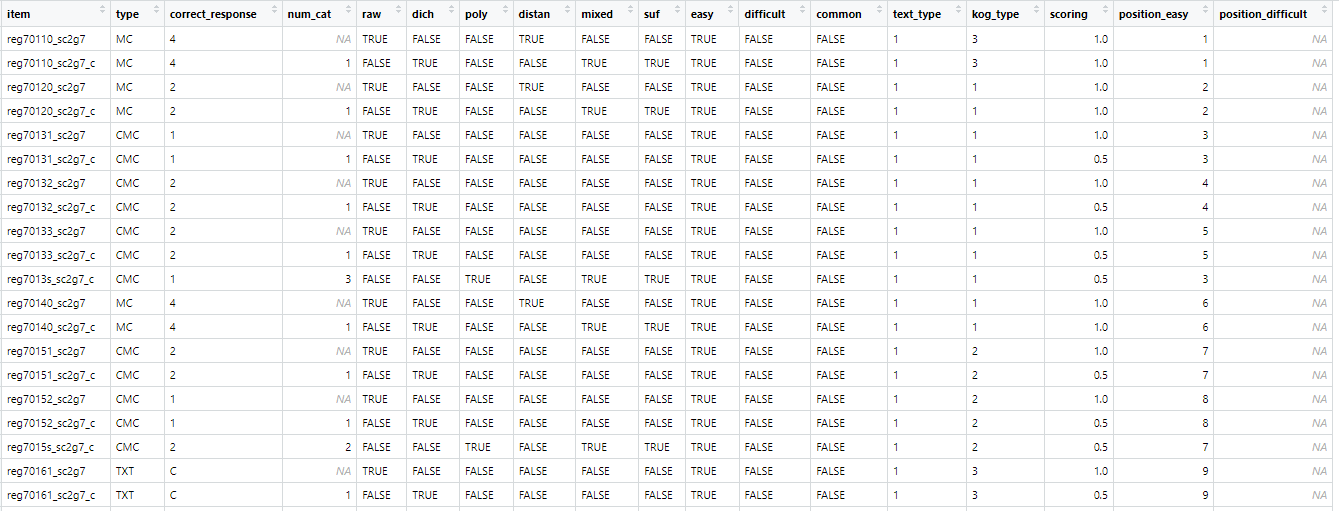 item type correct_response num_cat raw dich poly distan mixed suf easy difficult common text_type kog_type scoring position_easy position_difficult
reg70110_sc2g7 MC 4 NA TRUE FALSE FALSE TRUE FALSE FALSE TRUE FALSE FALSE 1 3 1.0 1 NA
reg70110_sc2g7_c MC 4 1 FALSE TRUE FALSE FALSE TRUE TRUE TRUE FALSE FALSE 1 3 1.0 1 NA
reg70120_sc2g7 MC 2 NA TRUE FALSE FALSE TRUE FALSE FALSE TRUE FALSE FALSE 1 1 1.0 2 NA
reg70120_sc2g7_c MC 2 1 FALSE TRUE FALSE FALSE TRUE TRUE TRUE FALSE FALSE 1 1 1.0 2 NA
reg70131_sc2g7 CMC 1 NA TRUE FALSE FALSE FALSE FALSE FALSE TRUE FALSE FALSE 1 1 1.0 3 NA
reg70131_sc2g7_c CMC 1 1 FALSE TRUE FALSE FALSE FALSE FALSE TRUE FALSE FALSE 1 1 0.5 3 NA
reg70132_sc2g7 CMC 2 NA TRUE FALSE FALSE FALSE FALSE FALSE TRUE FALSE FALSE 1 1 1.0 4 NA
reg70132_sc2g7_c CMC 2 1 FALSE TRUE FALSE FALSE FALSE FALSE TRUE FALSE FALSE 1 1 0.5 4 NA
reg70133_sc2g7 CMC 2 NA TRUE FALSE FALSE FALSE FALSE FALSE TRUE FALSE FALSE 1 1 1.0 5 NA
reg70133_sc2g7_c CMC 2 1 FALSE TRUE FALSE FALSE FALSE FALSE TRUE FALSE FALSE 1 1 0.5 5 NA
reg7013s_sc2g7_c CMC 1 3 FALSE FALSE TRUE FALSE TRUE TRUE TRUE FALSE FALSE 1 1 0.5 3 NA
reg70140_sc2g7 MC 4 NA TRUE FALSE FALSE TRUE FALSE FALSE TRUE FALSE FALSE 1 1 1.0 6 NA
reg70140_sc2g7_c MC 4 1 FALSE TRUE FALSE FALSE TRUE TRUE TRUE FALSE FALSE 1 1 1.0 6 NA
reg70151_sc2g7 CMC 2 NA TRUE FALSE FALSE FALSE FALSE FALSE TRUE FALSE FALSE 1 2 1.0 7 NA
reg70151_sc2g7_c CMC 2 1 FALSE TRUE FALSE FALSE FALSE FALSE TRUE FALSE FALSE 1 2 0.5 7 NA
reg70152_sc2g7 CMC 1 NA TRUE FALSE FALSE FALSE FALSE FALSE TRUE FALSE FALSE 1 2 1.0 8 NA
reg70152_sc2g7_c CMC 1 1 FALSE TRUE FALSE FALSE FALSE FALSE TRUE FALSE FALSE 1 2 0.5 8 NA
reg7015s_sc2g7_c CMC 2 2 FALSE FALSE TRUE FALSE TRUE TRUE TRUE FALSE FALSE 1 2 0.5 7 NA
reg70161_sc2g7 TXT C NA TRUE FALSE FALSE FALSE FALSE FALSE TRUE FALSE FALSE 1 3 1.0 9 NA
reg70161_sc2g7_c TXT C 1 FALSE TRUE FALSE FALSE FALSE FALSE TRUE FALSE FALSE 1 3 0.5 9 NA